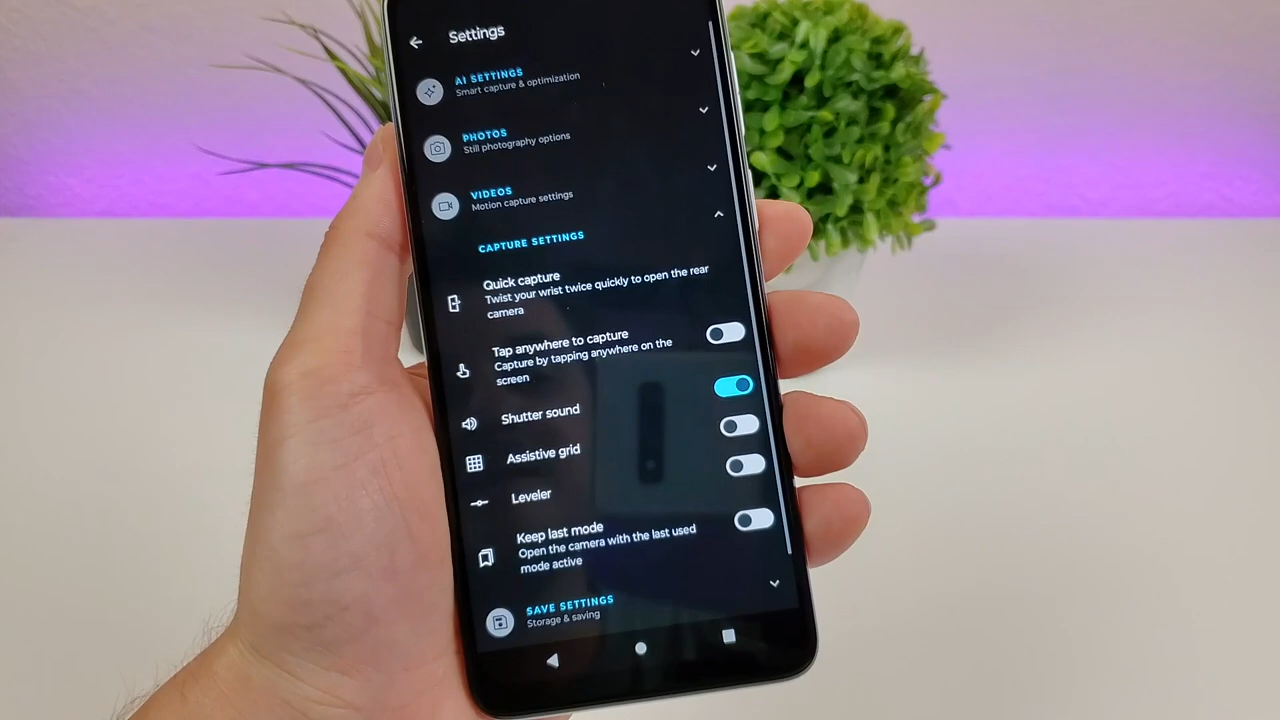 Settings
AI SETTINGS
Smart capture & optimization
PHOTOS
Still photography options
VIDEOS
Motion capture settings
CAPTURE SETTINGS
Quick capture
Twist your wrist twice quickly to open the rear
camera
Tap anywhere to capture
Capture by tapping anywhere on the
screen
Shutter sound
Assistive grid
Leveler
Keep last mode
Open the camera with the last used
mode active
SAVE SETTINGS
Storage & saving